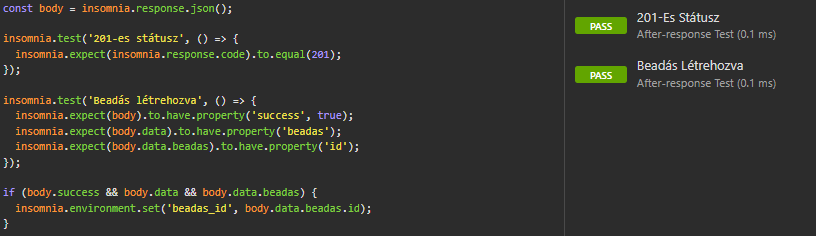 const body = insomnia.response.json();
insomnia.test('201-es státusz', () => {
  insomnia.expect(insomnia.response.code).to.equal(201);
});
insomnia.test('Beadás létrehozva', () => {
  insomnia.expect(body).to.have.property('success', true);
  insomnia.expect(body.data).to.have.property('beadas');
  insomnia.expect(body.data.beadas).to.have.property('id');
});
if (body.success && body.data && body.data.beadas) {
  insomnia.environment.set('beadas_id', body.data.beadas.id);
}
PASS
201-Es Státusz
After-response Test (0.1 ms)
PASS
Beadás Létrehozva
After-response Test (0.1 ms)